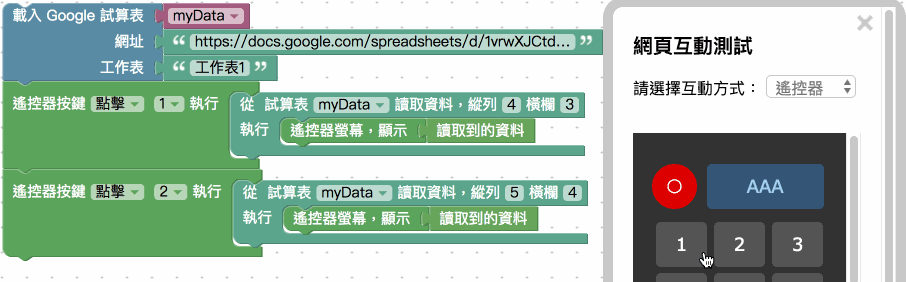 載入 Google 試算表 myData
網址 “ https://docs.google.com/spreadsheets/d/1vrwXJCtd... ”
工作表 “ 工作表1 ”
遙控器按鍵 點擊 1 執行 從 試算表 myData 讀取資料，縱列 4 橫欄 3
執行 遙控器螢幕，顯示 讀取到的資料
遙控器按鍵 點擊 2 執行 從 試算表 myData 讀取資料，縱列 5 橫欄 4
執行 遙控器螢幕，顯示 讀取到的資料
網頁互動測試
請選擇互動方式： 遙控器
AAA
1 2 3